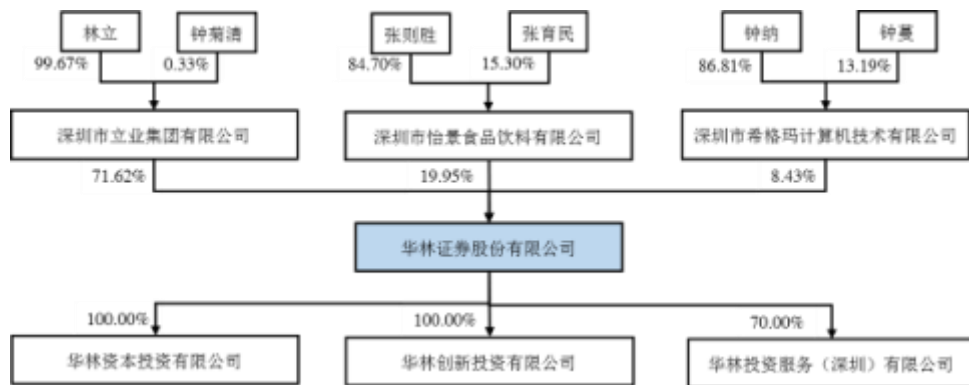 林立
钟菊清
张则胜
张育民
钟纳
钟蔓
99.67%
0.33%
84.70%
15.30%
86.81%
13.19%
深圳市立业集团有限公司
深圳市怡景食品饮料有限公司
深圳市希格玛计算机技术有限公司
71.62%
19.95%
8.43%
华林证券股份有限公司
100.00%
100.00%
70.00%
华林资本投资有限公司
华林创新投资有限公司
华林投资服务（深圳）有限公司